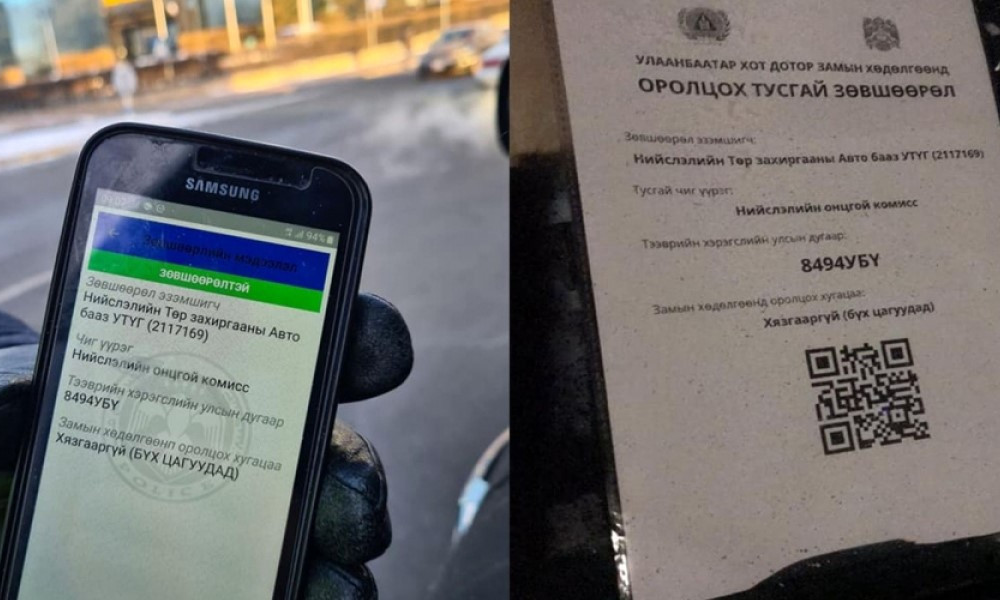 SAMSUNG
94%
Зөвшөөрлийн мэдээлэл
ЗӨВШӨӨРӨЛТЭЙ
Зөвшөөрөл эзэмшигч
Нийслэлийн Төр захиргааны Авто
бааз УТҮГ (2117169)
Чиг үүрэг
Нийслэлийн онцгой комисс
Тээврийн хэрэгслийн улсын дугаар
8494УБҮ
Замын хөдөлгөөнп оролцох хугацаа
Хязгааргүй (БҮХ ЦАГУУДАД)
POLICE
УЛААНБААТАР ХОТ ДОТОР ЗАМЫН ХӨДӨЛГӨӨНД
ОРОЛЦОХ ТУСГАЙ ЗӨВШӨӨРӨЛ
Зөвшөөрөл эзэмшигч:
Нийслэлийн Төр захиргааны Авто бааз УТҮГ (2117169)
Тусгай чиг үүрэг:
Нийслэлийн онцгой комисс
Тээврийн хэрэгслийн улсын дугаар:
8494УБҮ
Замын хөдөлгөөнд оролцох хугацаа:
Хязгааргүй (бүх цагуудад)